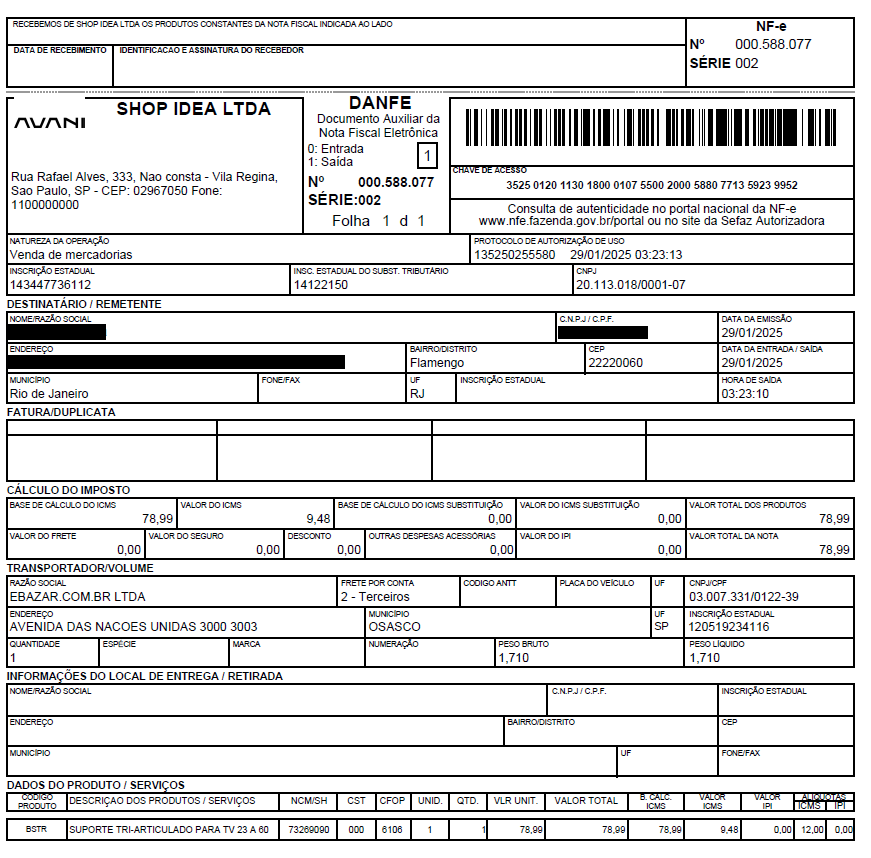 RECEBEMOS DE SHOP IDEA LTDA OS PRODUTOS CONSTANTES DA NOTA FISCAL INDICADA AO LADO
NF-e
Nº 000.588.077
SÉRIE 002
DATA DE RECEBIMENTO IDENTIFICACAO E ASSINATURA DO RECEBEDOR
AVANI
SHOP IDEA LTDA
Rua Rafael Alves, 333, Nao consta - Vila Regina,
Sao Paulo, SP - CEP: 02967050 Fone:
1100000000
DANFE
Documento Auxiliar da
Nota Fiscal Eletrônica
0: Entrada
1: Saída
1
Nº 000.588.077
SÉRIE:002
Folha 1 d 1
CHAVE DE ACESSO
3525 0120 1130 1800 0107 5500 2000 5880 7713 5923 9952
Consulta de autenticidade no portal nacional da NF-e
www.nfe.fazenda.gov.br/portal ou no site da Sefaz Autorizadora
NATUREZA DA OPERAÇÃO PROTOCOLO DE AUTORIZAÇÃO DE USO
Venda de mercadorias 135250255580 29/01/2025 03:23:13
INSCRIÇÃO ESTADUAL INSC. ESTADUAL DO SUBST. TRIBUTÁRIO CNPJ
143447736112 14122150 20.113.018/0001-07
DESTINATÁRIO / REMETENTE
NOME/RAZÃO SOCIAL C.N.P.J / C.P.F. DATA DA EMISSÃO
29/01/2025
ENDEREÇO BAIRRO/DISTRITO CEP DATA DA ENTRADA / SAÍDA
Flamengo 22220060 29/01/2025
MUNICÍPIO FONE/FAX UF INSCRIÇÃO ESTADUAL HORA DE SAÍDA
Rio de Janeiro RJ 03:23:10
FATURA/DUPLICATA
CÁLCULO DO IMPOSTO
BASE DE CÁLCULO DO ICMS VALOR DO ICMS BASE DE CÁLCULO DO ICMS SUBSTITUIÇÃO VALOR DO ICMS SUBSTITUIÇÃO VALOR TOTAL DOS PRODUTOS
78,99 9,48 0,00 0,00 78,99
VALOR DO FRETE VALOR DO SEGURO DESCONTO OUTRAS DESPESAS ACESSÓRIAS VALOR DO IPI VALOR TOTAL DA NOTA
0,00 0,00 0,00 0,00 0,00 78,99
TRANSPORTADOR/VOLUME
RAZÃO SOCIAL FRETE POR CONTA CODIGO ANTT PLACA DO VEÍCULO UF CNPJ/CPF
EBAZAR.COM.BR LTDA 2 - Terceiros 03.007.331/0122-39
ENDEREÇO MUNICÍPIO UF INSCRIÇÃO ESTADUAL
AVENIDA DAS NACOES UNIDAS 3000 3003 OSASCO SP 120519234116
QUANTIDADE ESPÉCIE MARCA NUMERAÇÃO PESO BRUTO PESO LÍQUIDO
1 1,710 1,710
INFORMAÇÕES DO LOCAL DE ENTREGA / RETIRADA
NOME/RAZÃO SOCIAL C.N.P.J / C.P.F. INSCRIÇÃO ESTADUAL
ENDEREÇO BAIRRO/DISTRITO CEP
MUNICÍPIO UF FONE/FAX
DADOS DO PRODUTO / SERVIÇOS
CODIGO PRODUTO DESCRIÇAO DOS PRODUTOS / SERVIÇOS NCM/SH CST CFOP UNID. QTD. VLR UNIT. VALOR TOTAL B. CALC. ICMS VALOR ICMS VALOR IPI ALIQUOTAS ICMS IPI
BSTR SUPORTE TRI-ARTICULADO PARA TV 23 A 60 73269090 000 6106 1 1 78,99 78,99 78,99 9,48 0,00 12,00 0,00